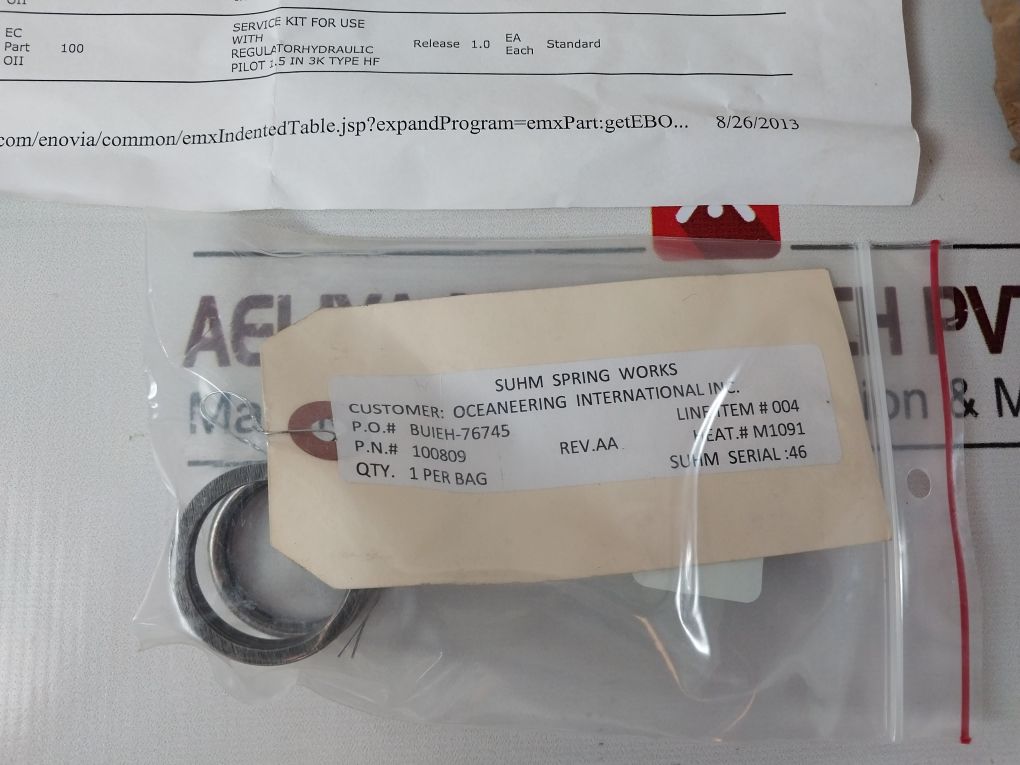 OII
EC
Part 100
OII
SERVICE KIT FOR USE
WITH
REGULATORHYDRAULIC
PILOT 1.5 IN 3K TYPE HF
Release 1.0 EA
Each Standard
com/enovia/common/emxIndentedTable.jsp?expandProgram=emxPart:getEBO... 8/26/2013
PVT
& M
SUHM SPRING WORKS
CUSTOMER: OCEANEERING INTERNATIONAL INC.
P.O.# BUIEH-76745 LINE ITEM # 004
P.N.# 100809 REV.AA HEAT.# M1091
QTY. 1 PER BAG SUHM SERIAL :46